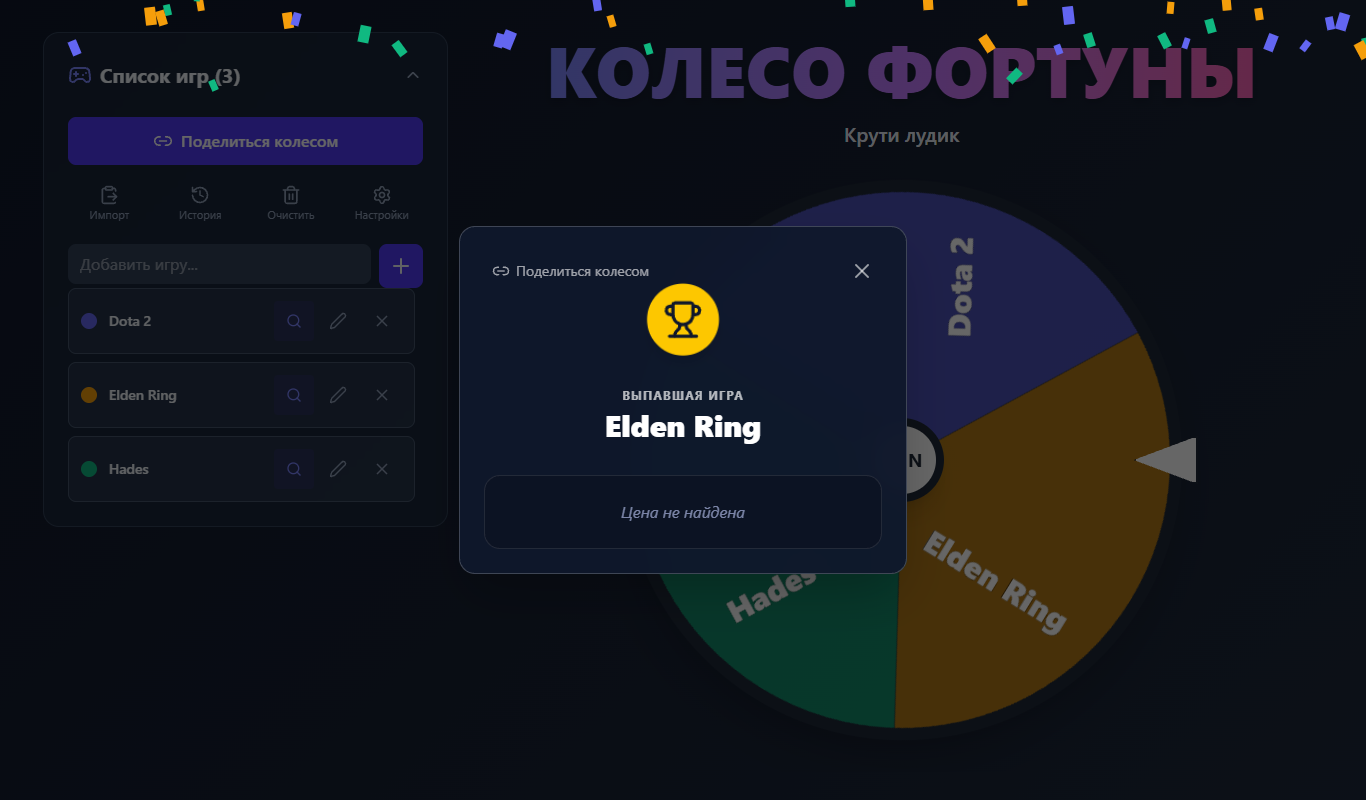 КОЛЕСО ФОРТУНЫ
Крути лудик
Список игр (3)
Поделиться колесом
Импорт
История
Очистить
Настройки
Добавить игру...
Dota 2
Elden Ring
Hades
Поделиться колесом
ВЫПАВШАЯ ИГРА
Elden Ring
Цена не найдена
Dota 2
Elden Ring
Hades
N